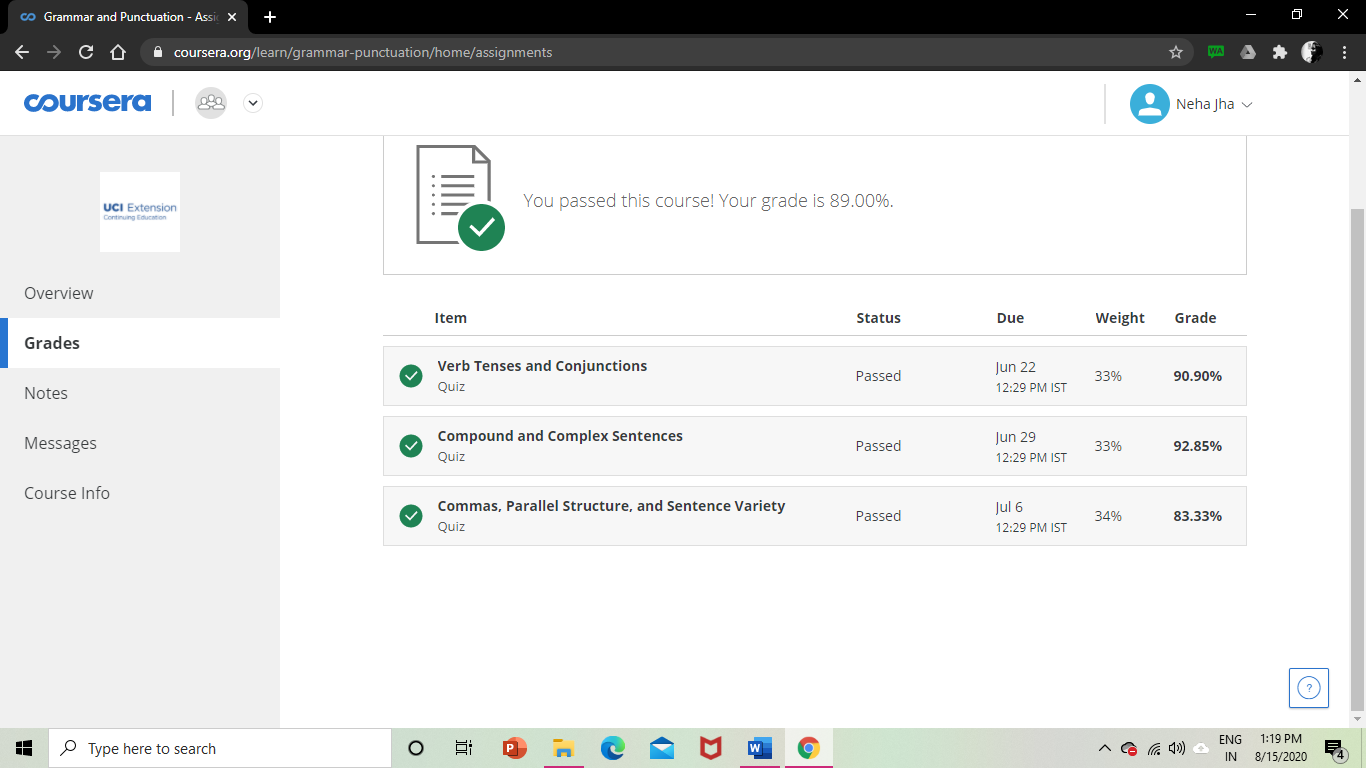 Grammar and Punctuation - Assi
coursera.org/learn/grammar-punctuation/home/assignments
WA
coursera
Neha Jha
UCI Extension
Continuing Education
You passed this course! Your grade is 89.00%.
Overview
Grades
Notes
Messages
Course Info
Item Status Due Weight Grade
Verb Tenses and Conjunctions
Quiz
Passed
Jun 22
12:29 PM IST
33%
90.90%
Compound and Complex Sentences
Quiz
Passed
Jun 29
12:29 PM IST
33%
92.85%
Commas, Parallel Structure, and Sentence Variety
Quiz
Passed
Jul 6
12:29 PM IST
34%
83.33%
?
Type here to search
P
W
ENG
IN
1:19 PM
8/15/2020
4